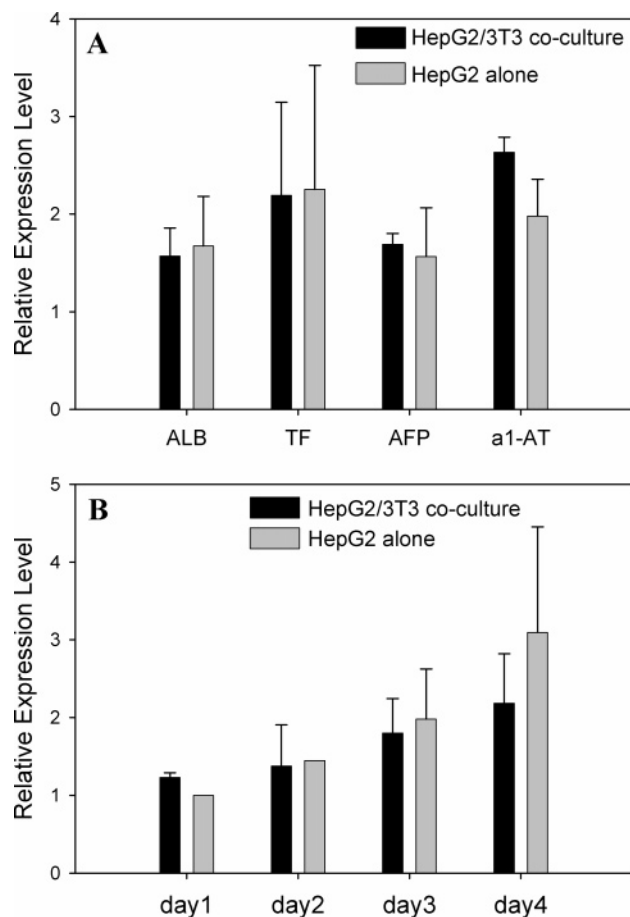 A
HepG2/3T3 co-culture
HepG2 alone
Relative Expression Level
4
3
2
1
0
ALB TF AFP a1-AT
B
HepG2/3T3 co-culture
HepG2 alone
Relative Expression Level
5
4
3
2
1
0
day1 day2 day3 day4